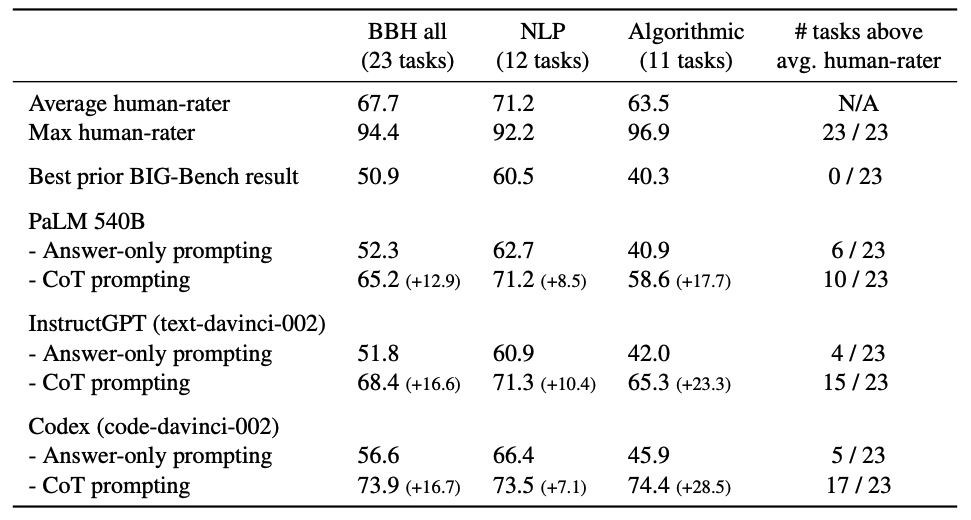 BBH all NLP Algorithmic # tasks above
(23 tasks) (12 tasks) (11 tasks) avg. human-rater
Average human-rater 67.7 71.2 63.5 N/A
Max human-rater 94.4 92.2 96.9 23 / 23
Best prior BIG-Bench result 50.9 60.5 40.3 0 / 23
PaLM 540B
- Answer-only prompting 52.3 62.7 40.9 6 / 23
- CoT prompting 65.2 (+12.9) 71.2 (+8.5) 58.6 (+17.7) 10 / 23
InstructGPT (text-davinci-002)
- Answer-only prompting 51.8 60.9 42.0 4 / 23
- CoT prompting 68.4 (+16.6) 71.3 (+10.4) 65.3 (+23.3) 15 / 23
Codex (code-davinci-002)
- Answer-only prompting 56.6 66.4 45.9 5 / 23
- CoT prompting 73.9 (+16.7) 73.5 (+7.1) 74.4 (+28.5) 17 / 23